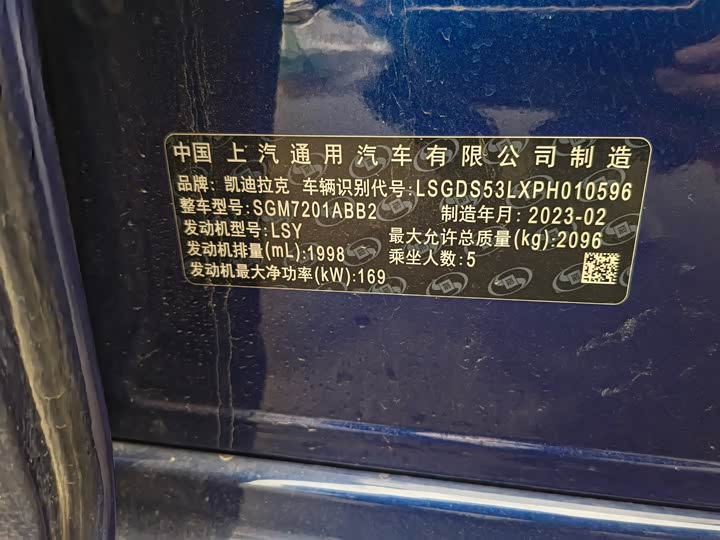 中国 上汽通用汽车有限公司制造
品牌: 凯迪拉克 车辆识别代号: LSGDS53LXPH010596
整车型号: SGM7201ABB2 制造年月: 2023-02
发动机型号: LSY 最大允许总质量(kg): 2096
发动机排量(mL): 1998 乘坐人数: 5
发动机最大净功率(kW): 169